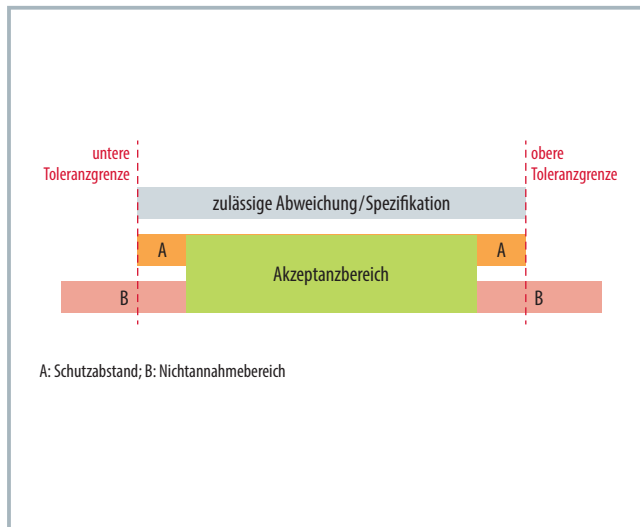 untere
Toleranzgrenze
obere
Toleranzgrenze
zulässige Abweichung/Spezifikation
A
A
Akzeptanzbereich
B
B
A: Schutzabstand; B: Nichtannahmebereich